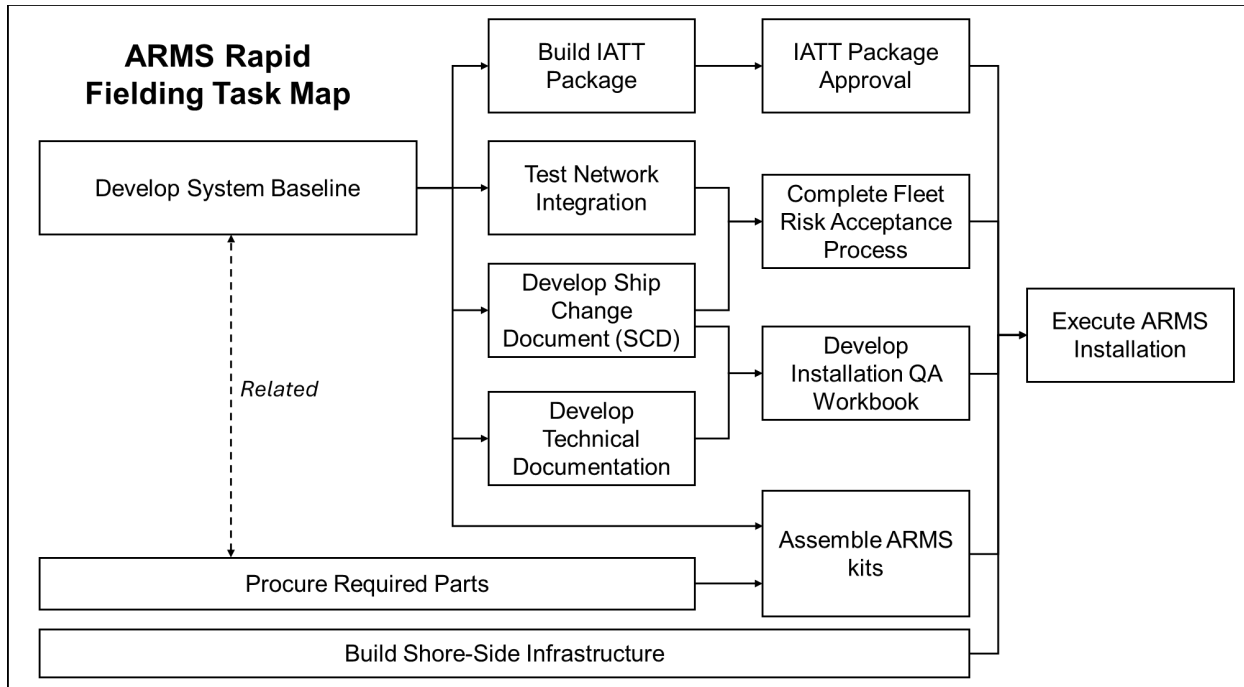 ARMS Rapid
Fielding Task Map
Build IATT
Package
IATT Package
Approval
Develop System Baseline
Test Network
Integration
Complete Fleet
Risk Acceptance
Process
Develop Ship
Change
Document (SCD)
Execute ARMS
Installation
Develop
Installation QA
Workbook
Related
Develop
Technical
Documentation
Assemble ARMS
kits
Procure Required Parts
Build Shore-Side Infrastructure